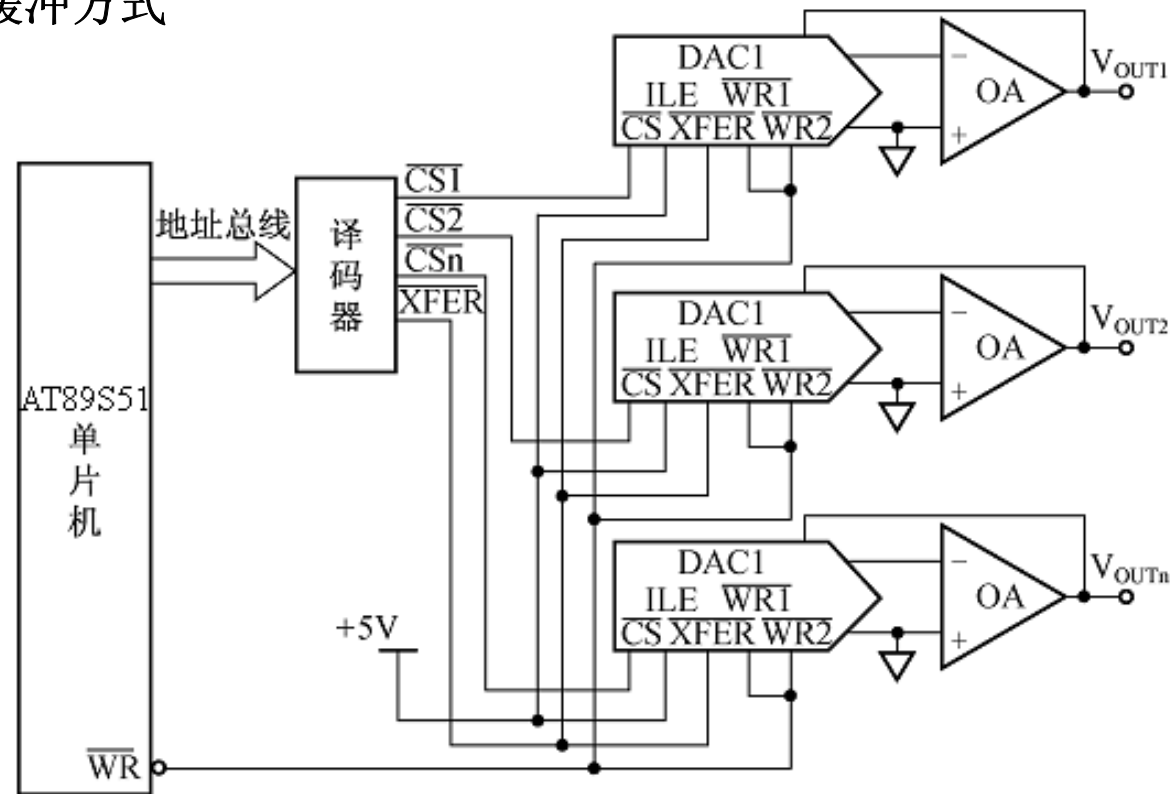 缓冲方式
DAC1
ILE WR1
CS XFER WR2
OA
VOUT1
CS1
CS2
CSn
XFER
地址总线
译码器
DAC1
ILE WR1
CS XFER WR2
OA
VOUT2
AT89S51
单片机
DAC1
ILE WR1
CS XFER WR2
OA
VOUTn
+5V
WR